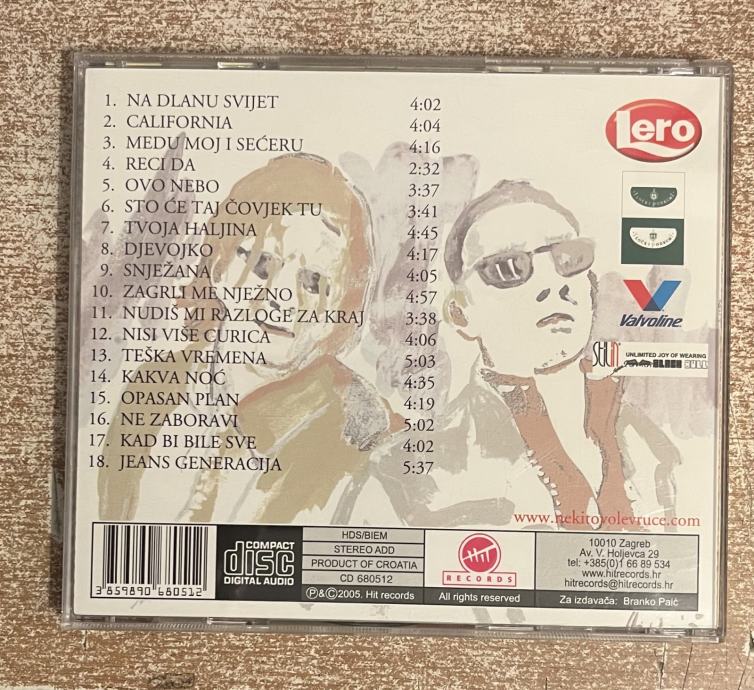 1. NA DLANU SVIJET 4:02
2. CALIFORNIA 4:04
3. MEDU MOJ I SEĆERU 4:16
4. RECI DA 2:32
5. OVO NEBO 3:37
6. STO ĆE TAJ ČOVJEK TU 3:41
7. TVOJA HALJINA 4:45
8. DJEVOJKO 4:17
9. SNJEŽANA 4:05
10. ZAGRLI ME NJEŽNO 4:57
11. NUDIŠ MI RAZLOGE ZA KRAJ 3:38
12. NISI VIŠE CURICA 4:06
13. TEŠKA VREMENA 5:03
14. KAKVA NOĆ 4:35
15. OPASAN PLAN 4:19
16. NE ZABORAVI 5:02
17. KAD BI BILE SVE 4:02
18. JEANS GENERACIJA 5:37
Lero
Valvoline
UNLIMITED JOY OF WEARING
BULL
www.nekitovolevruce.com
3 859890 680512
COMPACT
disc
DIGITAL AUDIO
HDS/BIEM
STEREO ADD
PRODUCT OF CROATIA
CD 680512
℗&©2005. Hit records
Hit
RECORDS
All rights reserved
10010 Zagreb
Av. V. Holjevca 29
tel: +385(0)1 66 89 534
www.hitrecords.hr
hitrecords@hitrecords.hr
Za izdavača: Branko Paić